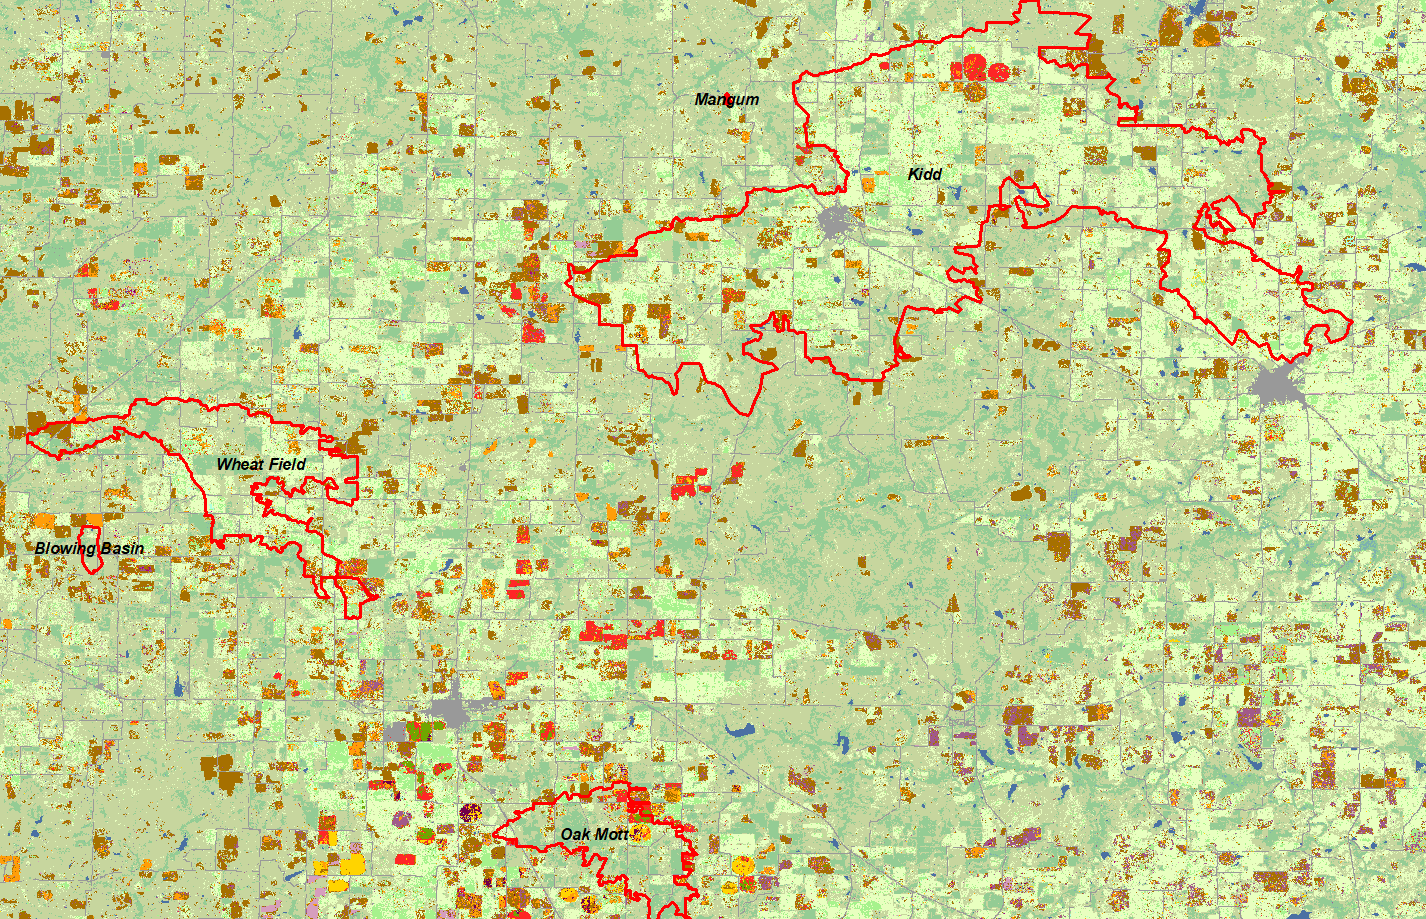 Mangum
Kidd
Wheat Field
Blowing Basin
Oak Mott